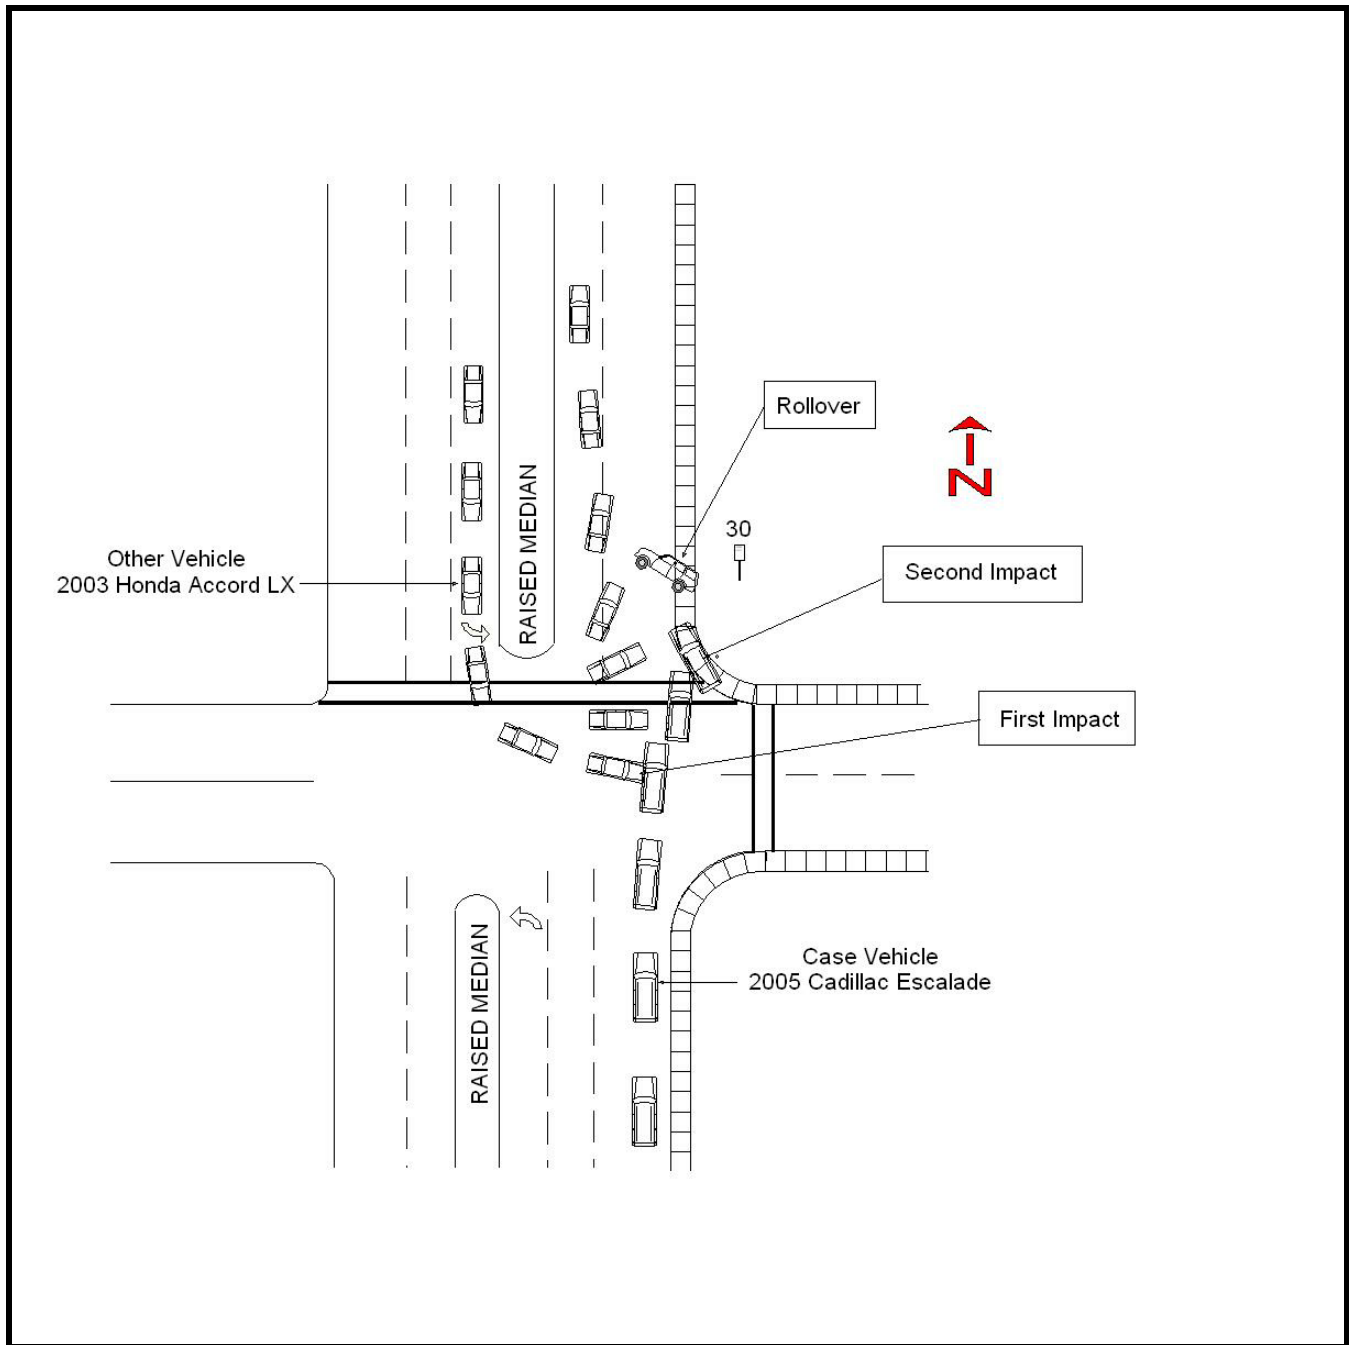 Rollover
RAISED MEDIAN
N
30
Other Vehicle
2003 Honda Accord LX
Second Impact
First Impact
RAISED MEDIAN
Case Vehicle
2005 Cadillac Escalade